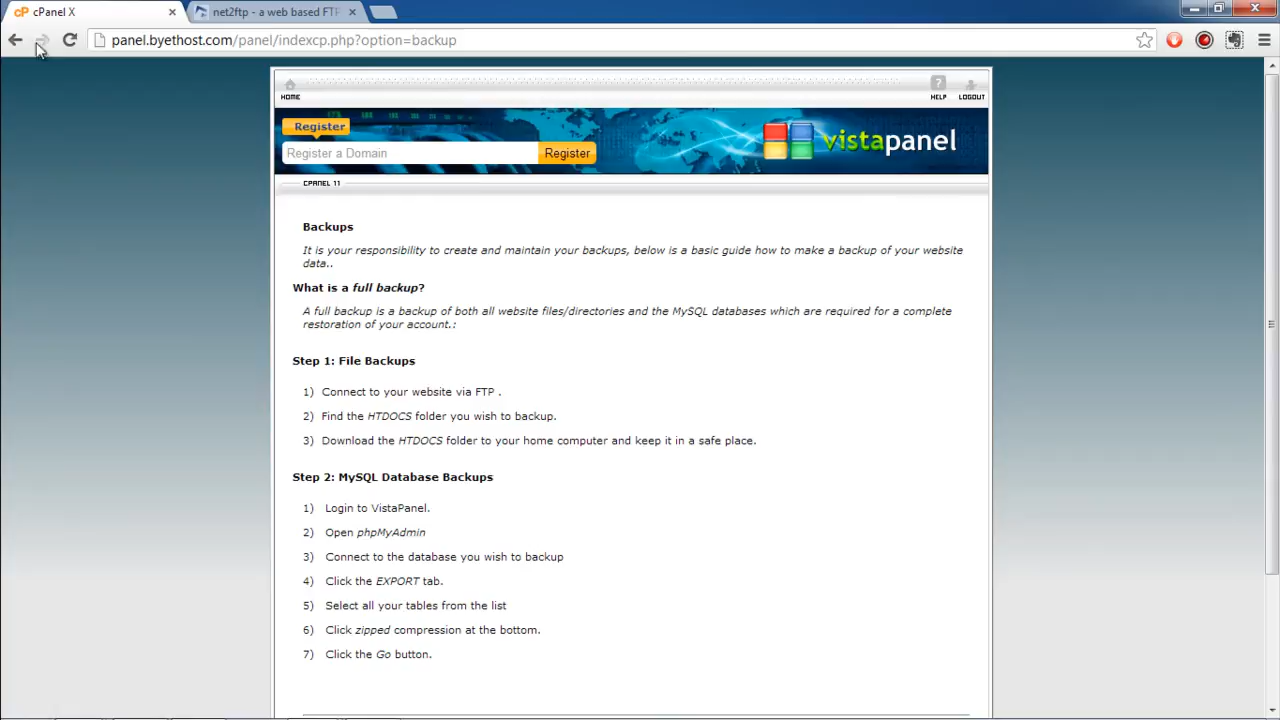 cPanel X
net2ftp - a web based FTP
panel.byethost.com/panel/indexcp.php?option=backup
HOME
HELP
LOGOUT
Register
Register a Domain
Register
vistapanel
CPANEL 11
Backups
It is your responsibility to create and maintain your backups, below is a basic guide how to make a backup of your website
data..
What is a full backup?
A full backup is a backup of both all website files/directories and the MySQL databases which are required for a complete
restoration of your account.:
Step 1: File Backups
1) Connect to your website via FTP .
2) Find the HTDOCS folder you wish to backup.
3) Download the HTDOCS folder to your home computer and keep it in a safe place.
Step 2: MySQL Database Backups
1) Login to VistaPanel.
2) Open phpMyAdmin
3) Connect to the database you wish to backup
4) Click the EXPORT tab.
5) Select all your tables from the list
6) Click zipped compression at the bottom.
7) Click the Go button.